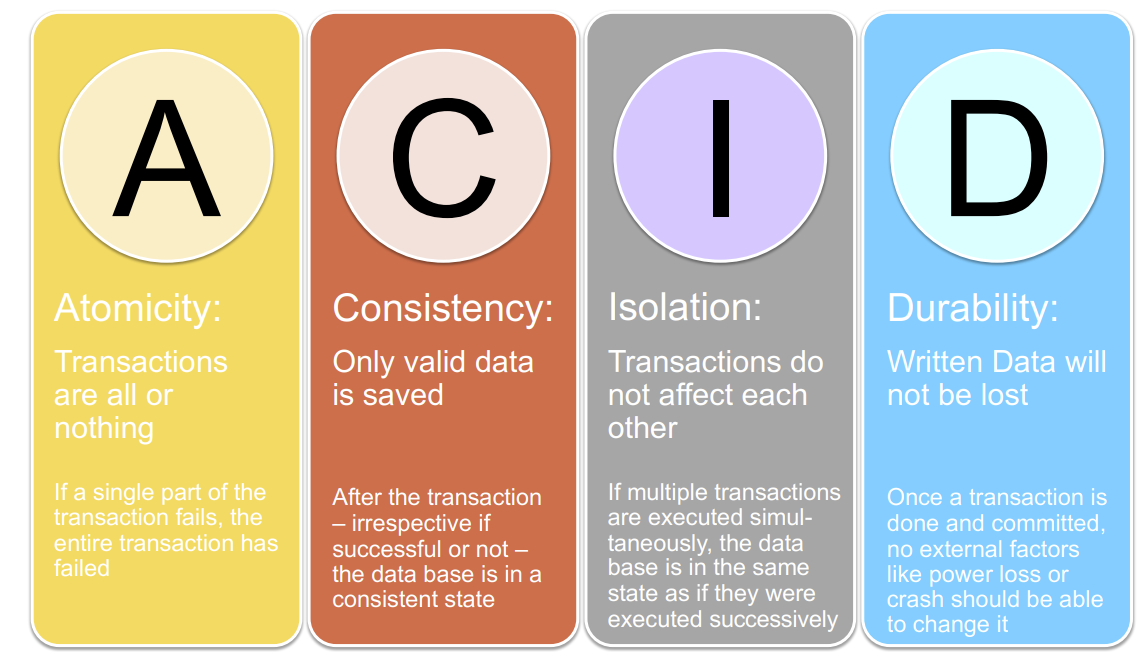 A
Atomicity:
Transactions
are all or
nothing
If a single part of the
transaction fails, the
entire transaction has
failed
C
Consistency:
Only valid data
is saved
After the transaction
– irrespective if
successful or not –
the data base is in a
consistent state
I
Isolation:
Transactions do
not affect each
other
If multiple transactions
are executed simul-
taneously, the data
base is in the same
state as if they were
executed successively
D
Durability:
Written Data will
not be lost
Once a transaction is
done and committed,
no external factors
like power loss or
crash should be able
to change it